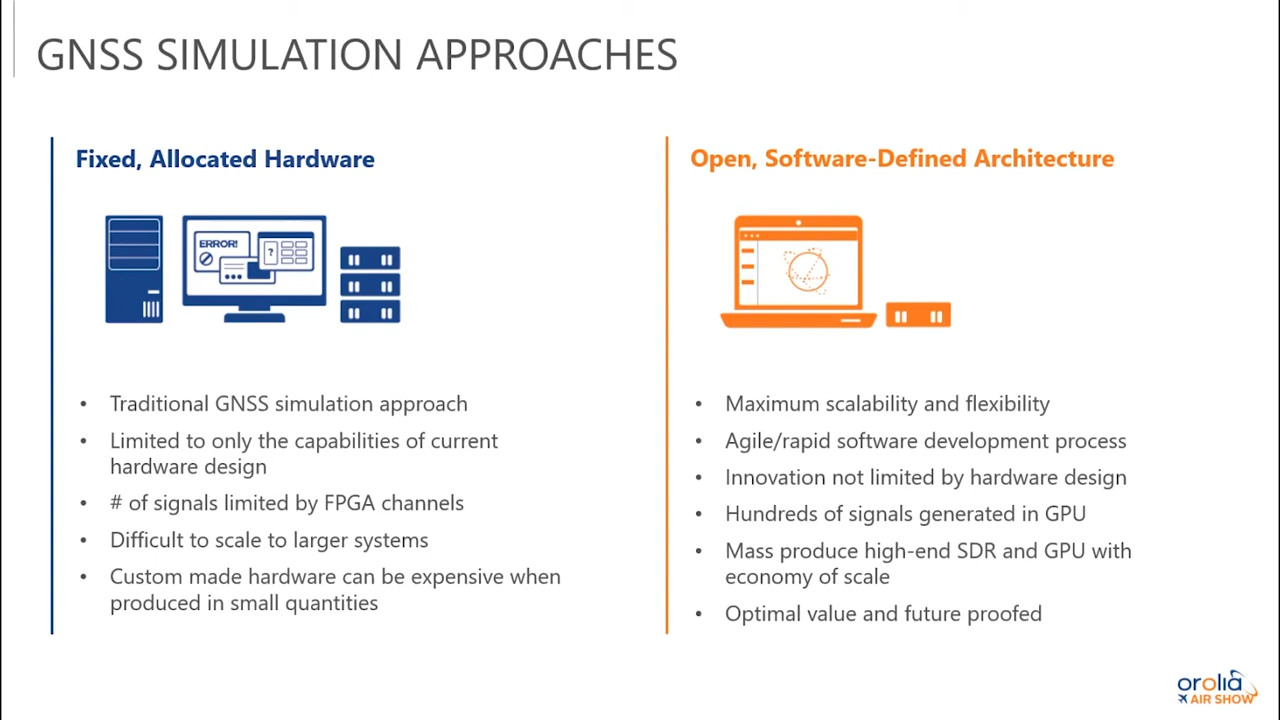 GNSS SIMULATION APPROACHES
Fixed, Allocated Hardware
ERROR!
?
• Traditional GNSS simulation approach
• Limited to only the capabilities of current
hardware design
• # of signals limited by FPGA channels
• Difficult to scale to larger systems
• Custom made hardware can be expensive when
produced in small quantities
Open, Software-Defined Architecture
• Maximum scalability and flexibility
• Agile/rapid software development process
• Innovation not limited by hardware design
• Hundreds of signals generated in GPU
• Mass produce high-end SDR and GPU with
economy of scale
• Optimal value and future proofed
orolia
AIR SHOW